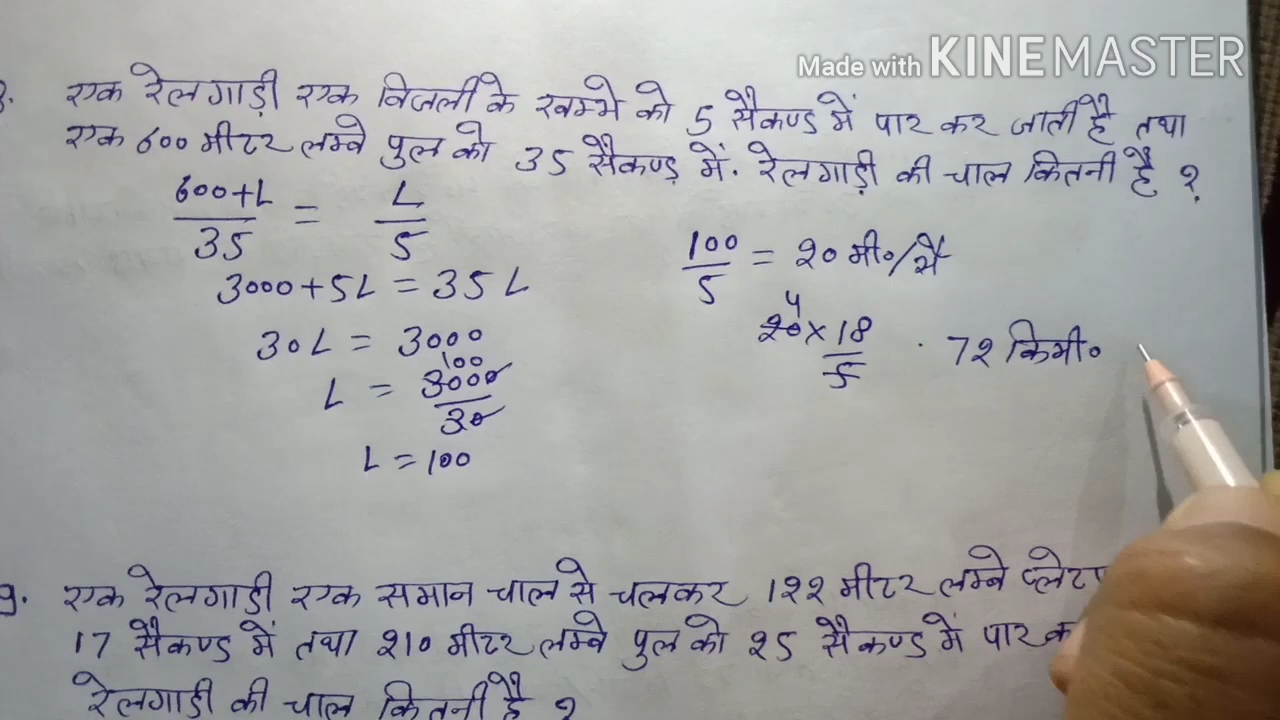 Made with KINEMASTER
8. एक रेलगाड़ी एक बिजली के खम्भे को 5 सैकण्ड में पार कर जाती है तथा
एक 600 मीटर लम्बे पुल को 35 सैकण्ड़ में. रेलगाड़ी की चाल कितनी है ?
600+L/35 = L/5
3000+5L = 35L
30L = 3000
100
L = 3000/30
L = 100
100/5 = 20 मी०/सै
4
20×18/5 · 72 किमी०
9. एक रेलगाड़ी एक समान चाल से चलकर 122 मीटर लम्बे प्लेटफ
17 सैकण्ड में तथा 210 मीटर लम्बे पुल को 25 सैकण्ड में पार क
रेलगाडी की चाल कितनी है ?